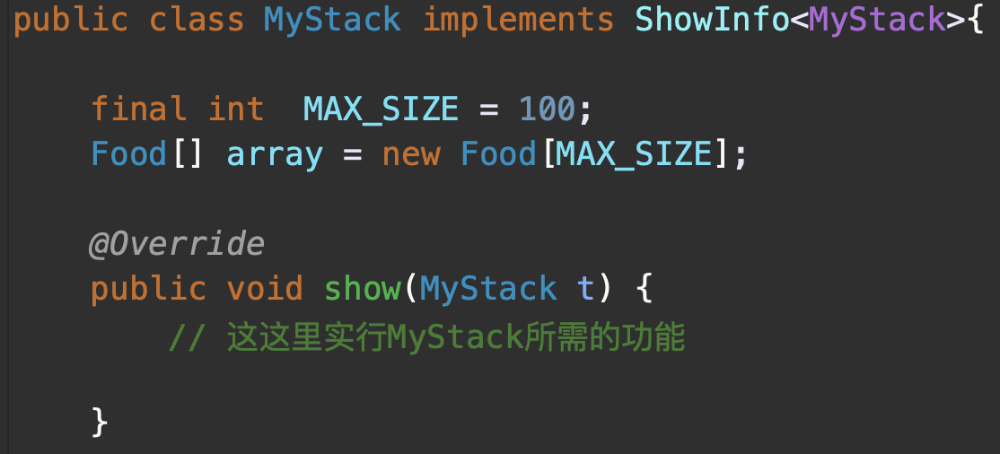 public class MyStack implements ShowInfo<MyStack>{
final int  MAX_SIZE = 100;
Food[] array = new Food[MAX_SIZE];
@Override
public void show(MyStack t) {
// 这这里实行MyStack所需的功能
}